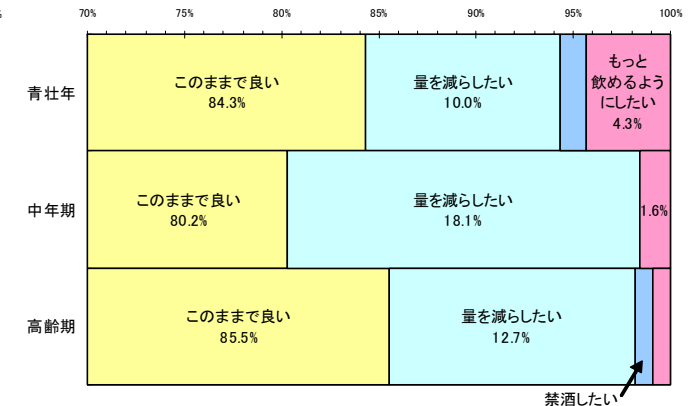 % 70% 75% 80% 85% 90% 95% 100%
青壮年
このままで良い
84.3%
量を減らしたい
10.0%
もっと
飲めるよう
にしたい
4.3%
中年期
このままで良い
80.2%
量を減らしたい
18.1%
1.6%
高齢期
このままで良い
85.5%
量を減らしたい
12.7%
禁酒したい